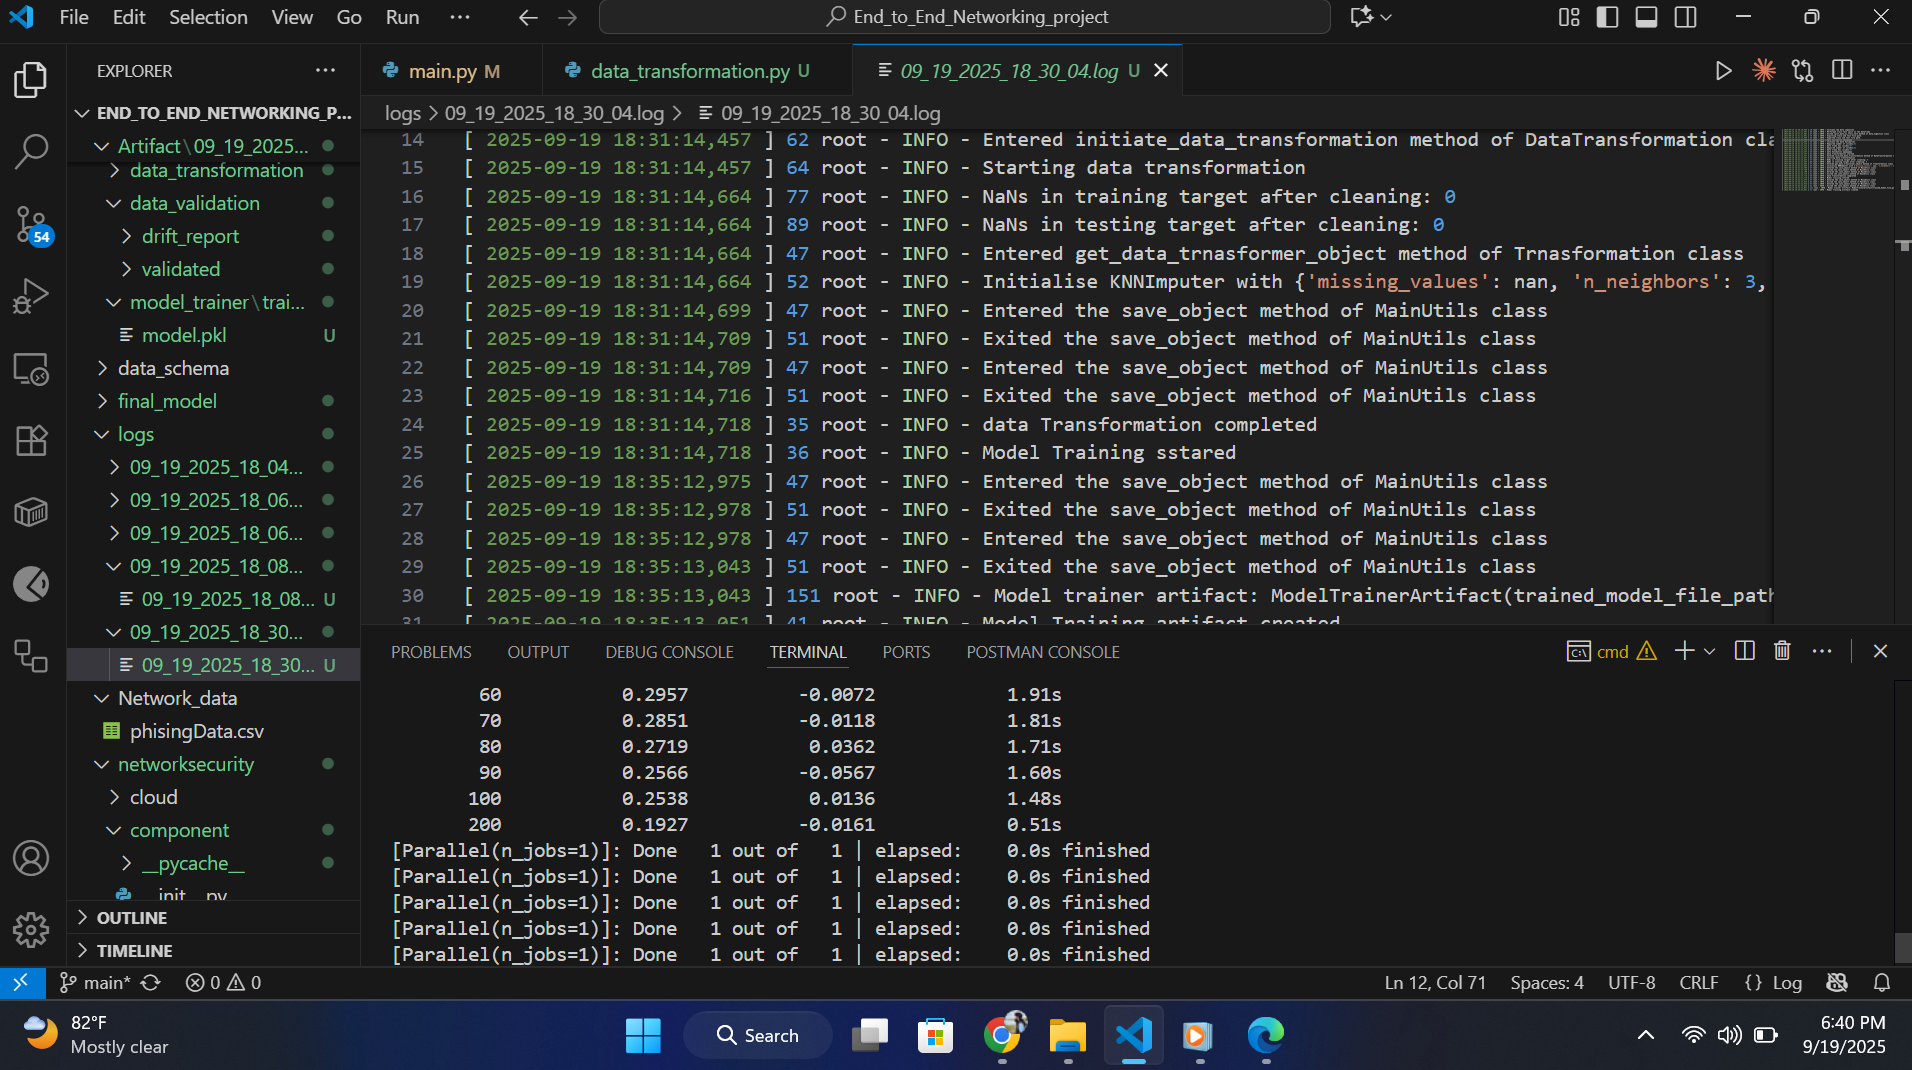 File Edit Selection View Go Run ···
End_to_End_Networking_project
EXPLORER
END_TO_END_NETWORKING_P...
Artifact\09_19_2025...
data_transformation
data_validation
drift_report
validated
model_trainer\trai...
model.pkl U
data_schema
final_model
logs
09_19_2025_18_04...
09_19_2025_18_06...
09_19_2025_18_06...
09_19_2025_18_08...
09_19_2025_18_08... U
09_19_2025_18_30...
09_19_2025_18_30... U
Network_data
phisingData.csv
networksecurity
cloud
component
__pycache__
__init__.py
OUTLINE
TIMELINE
54
main.py M
data_transformation.py U
09_19_2025_18_30_04.log U
logs > 09_19_2025_18_30_04.log > 09_19_2025_18_30_04.log
14 [ 2025-09-19 18:31:14,457 ] 62 root - INFO - Entered initiate_data_transformation method of DataTransformation cla
15 [ 2025-09-19 18:31:14,457 ] 64 root - INFO - Starting data transformation
16 [ 2025-09-19 18:31:14,664 ] 77 root - INFO - NaNs in training target after cleaning: 0
17 [ 2025-09-19 18:31:14,664 ] 89 root - INFO - NaNs in testing target after cleaning: 0
18 [ 2025-09-19 18:31:14,664 ] 47 root - INFO - Entered get_data_trnasformer_object method of Trnasformation class
19 [ 2025-09-19 18:31:14,664 ] 52 root - INFO - Initialise KNNImputer with {'missing_values': nan, 'n_neighbors': 3,
20 [ 2025-09-19 18:31:14,699 ] 47 root - INFO - Entered the save_object method of MainUtils class
21 [ 2025-09-19 18:31:14,709 ] 51 root - INFO - Exited the save_object method of MainUtils class
22 [ 2025-09-19 18:31:14,709 ] 47 root - INFO - Entered the save_object method of MainUtils class
23 [ 2025-09-19 18:31:14,716 ] 51 root - INFO - Exited the save_object method of MainUtils class
24 [ 2025-09-19 18:31:14,718 ] 35 root - INFO - data Transformation completed
25 [ 2025-09-19 18:31:14,718 ] 36 root - INFO - Model Training sstared
26 [ 2025-09-19 18:35:12,975 ] 47 root - INFO - Entered the save_object method of MainUtils class
27 [ 2025-09-19 18:35:12,978 ] 51 root - INFO - Exited the save_object method of MainUtils class
28 [ 2025-09-19 18:35:12,978 ] 47 root - INFO - Entered the save_object method of MainUtils class
29 [ 2025-09-19 18:35:13,043 ] 51 root - INFO - Exited the save_object method of MainUtils class
30 [ 2025-09-19 18:35:13,043 ] 151 root - INFO - Model trainer artifact: ModelTrainerArtifact(trained_model_file_path
31 [ 2025-09-19 18:35:13,051 ] 41 root - INFO - Model Training artifact created
PROBLEMS OUTPUT DEBUG CONSOLE TERMINAL PORTS POSTMAN CONSOLE
cmd
60 0.2957 -0.0072 1.91s
70 0.2851 -0.0118 1.81s
80 0.2719 0.0362 1.71s
90 0.2566 -0.0567 1.60s
100 0.2538 0.0136 1.48s
200 0.1927 -0.0161 0.51s
[Parallel(n_jobs=1)]: Done 1 out of 1 | elapsed: 0.0s finished
[Parallel(n_jobs=1)]: Done 1 out of 1 | elapsed: 0.0s finished
[Parallel(n_jobs=1)]: Done 1 out of 1 | elapsed: 0.0s finished
[Parallel(n_jobs=1)]: Done 1 out of 1 | elapsed: 0.0s finished
[Parallel(n_jobs=1)]: Done 1 out of 1 | elapsed: 0.0s finished
main* 0 0 Ln 12, Col 71 Spaces: 4 UTF-8 CRLF {} Log
82°F
Mostly clear
Search
6:40 PM
9/19/2025